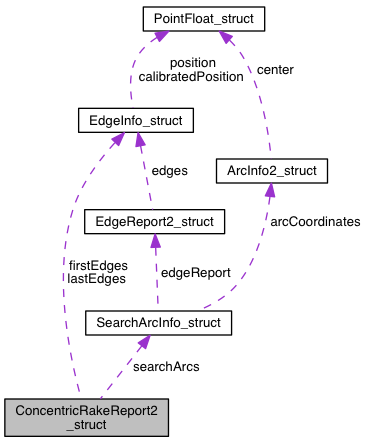 PointFloat_struct
position
calibratedPosition
center
EdgeInfo_struct
edges
ArcInfo2_struct
EdgeReport2_struct
arcCoordinates
firstEdges
lastEdges
edgeReport
SearchArcInfo_struct
searchArcs
ConcentricRakeReport2
_struct